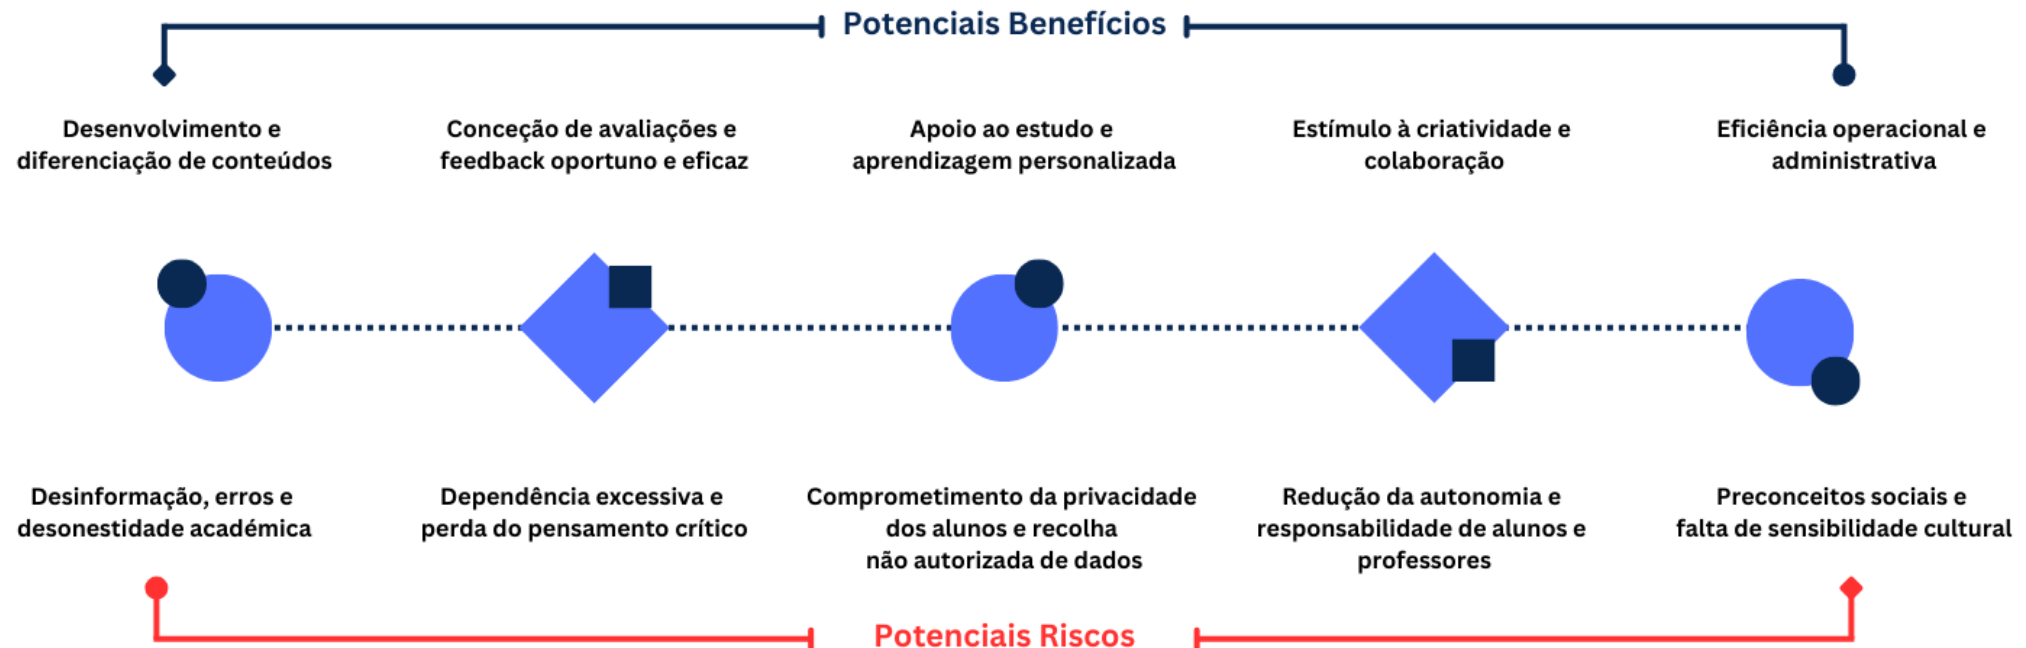 Potenciais Benefícios
Desenvolvimento e
diferenciação de conteúdos
Conceção de avaliações e
feedback oportuno e eficaz
Apoio ao estudo e
aprendizagem personalizada
Estímulo à criatividade e
colaboração
Eficiência operacional e
administrativa
Desinformação, erros e
desonestidade académica
Dependência excessiva e
perda do pensamento crítico
Comprometimento da privacidade
dos alunos e recolha
não autorizada de dados
Redução da autonomia e
responsabilidade de alunos e
professores
Preconceitos sociais e
falta de sensibilidade cultural
Potenciais Riscos